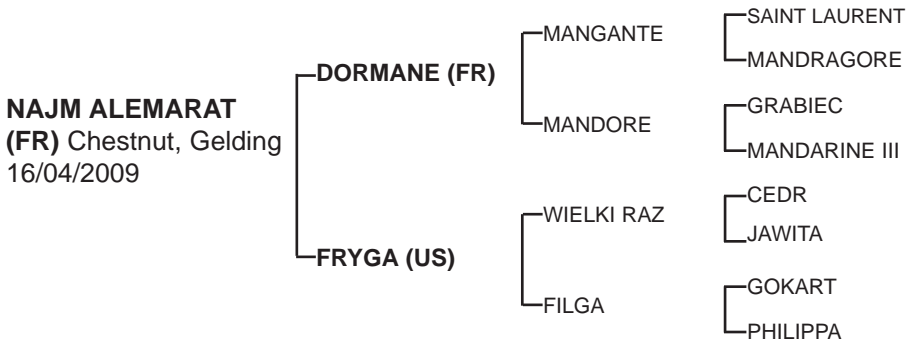 NAJM ALEMARAT
(FR) Chestnut, Gelding
16/04/2009
DORMANE (FR)
FRYGA (US)
MANGANTE
MANDORE
WIELKI RAZ
FILGA
SAINT LAURENT
MANDRAGORE
GRABIEC
MANDARINE III
CEDR
JAWITA
GOKART
PHILIPPA